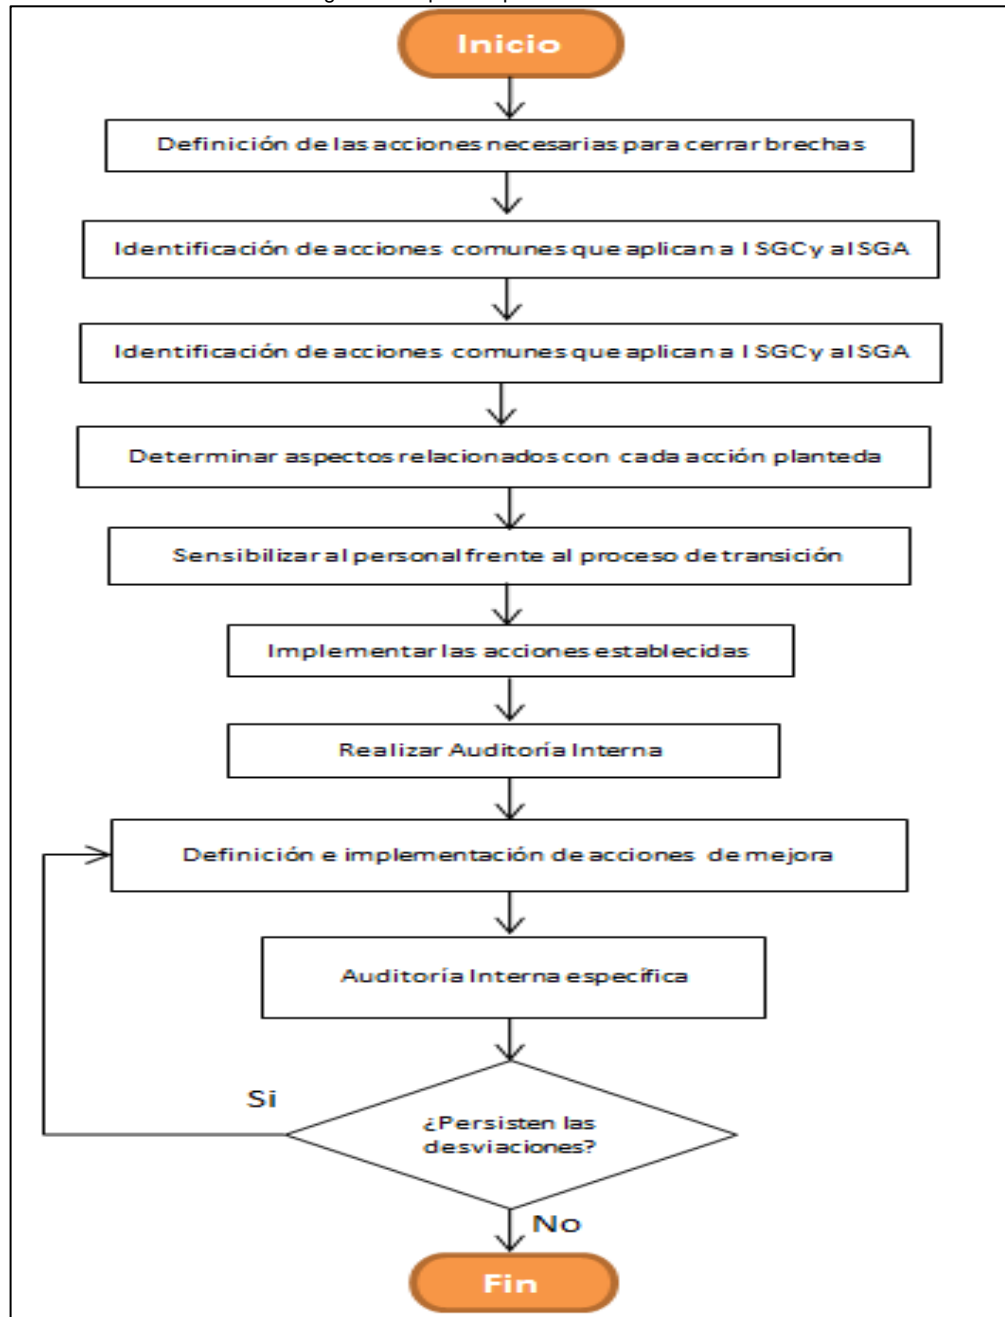 Inicio
Definición de las acciones necesarias para cerrar brechas
Identificación de acciones comunes que aplican a l SGC y al SGA
Identificación de acciones comunes que aplican a l SGC y al SGA
Determinar aspectos relacionados con cada acción planteda
Sensibilizar al personal frente al proceso de transición
Implementar las acciones establecidas
Realizar Auditoría Interna
Definición e implementación de acciones de mejora
Auditoría Interna específica
Si
¿Persisten las
desviaciones?
No
Fin